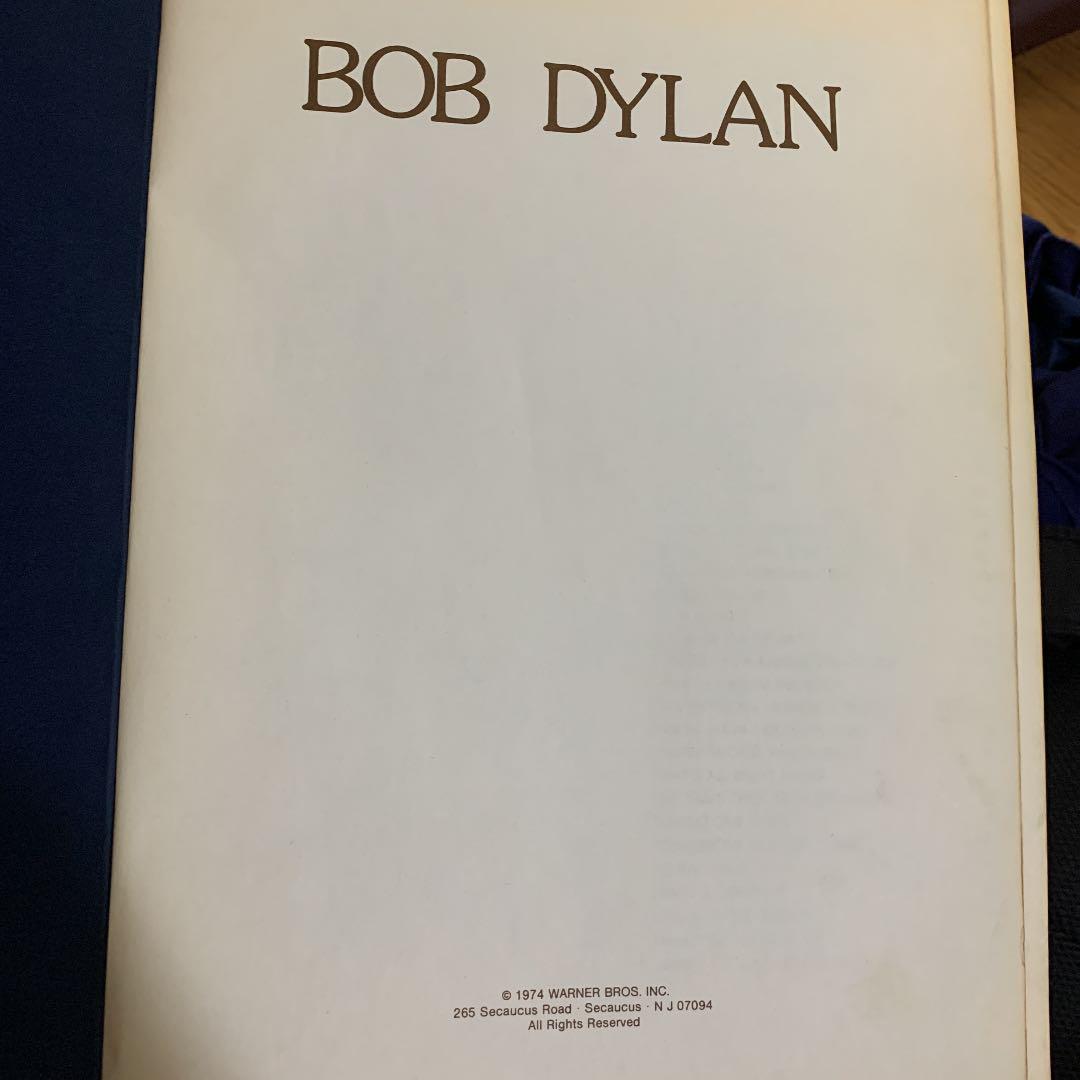 BOB DYLAN
© 1974 WARNER BROS. INC.
265 Secaucus Road · Secaucus · N J 07094
All Rights Reserved